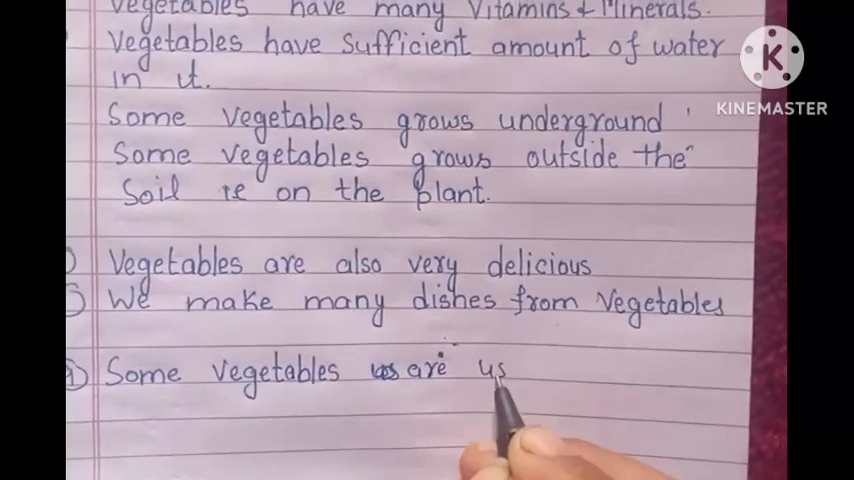 Vegetables have many Vitamins & Minerals.
Vegetables have sufficient amount of water
in it.
KINEMASTER
Some vegetables grows underground
Some vegetables grows outside the
Soil ie on the plant.
Vegetables are also very delicious
We make many dishes from vegetables
9) Some vegetables us are us